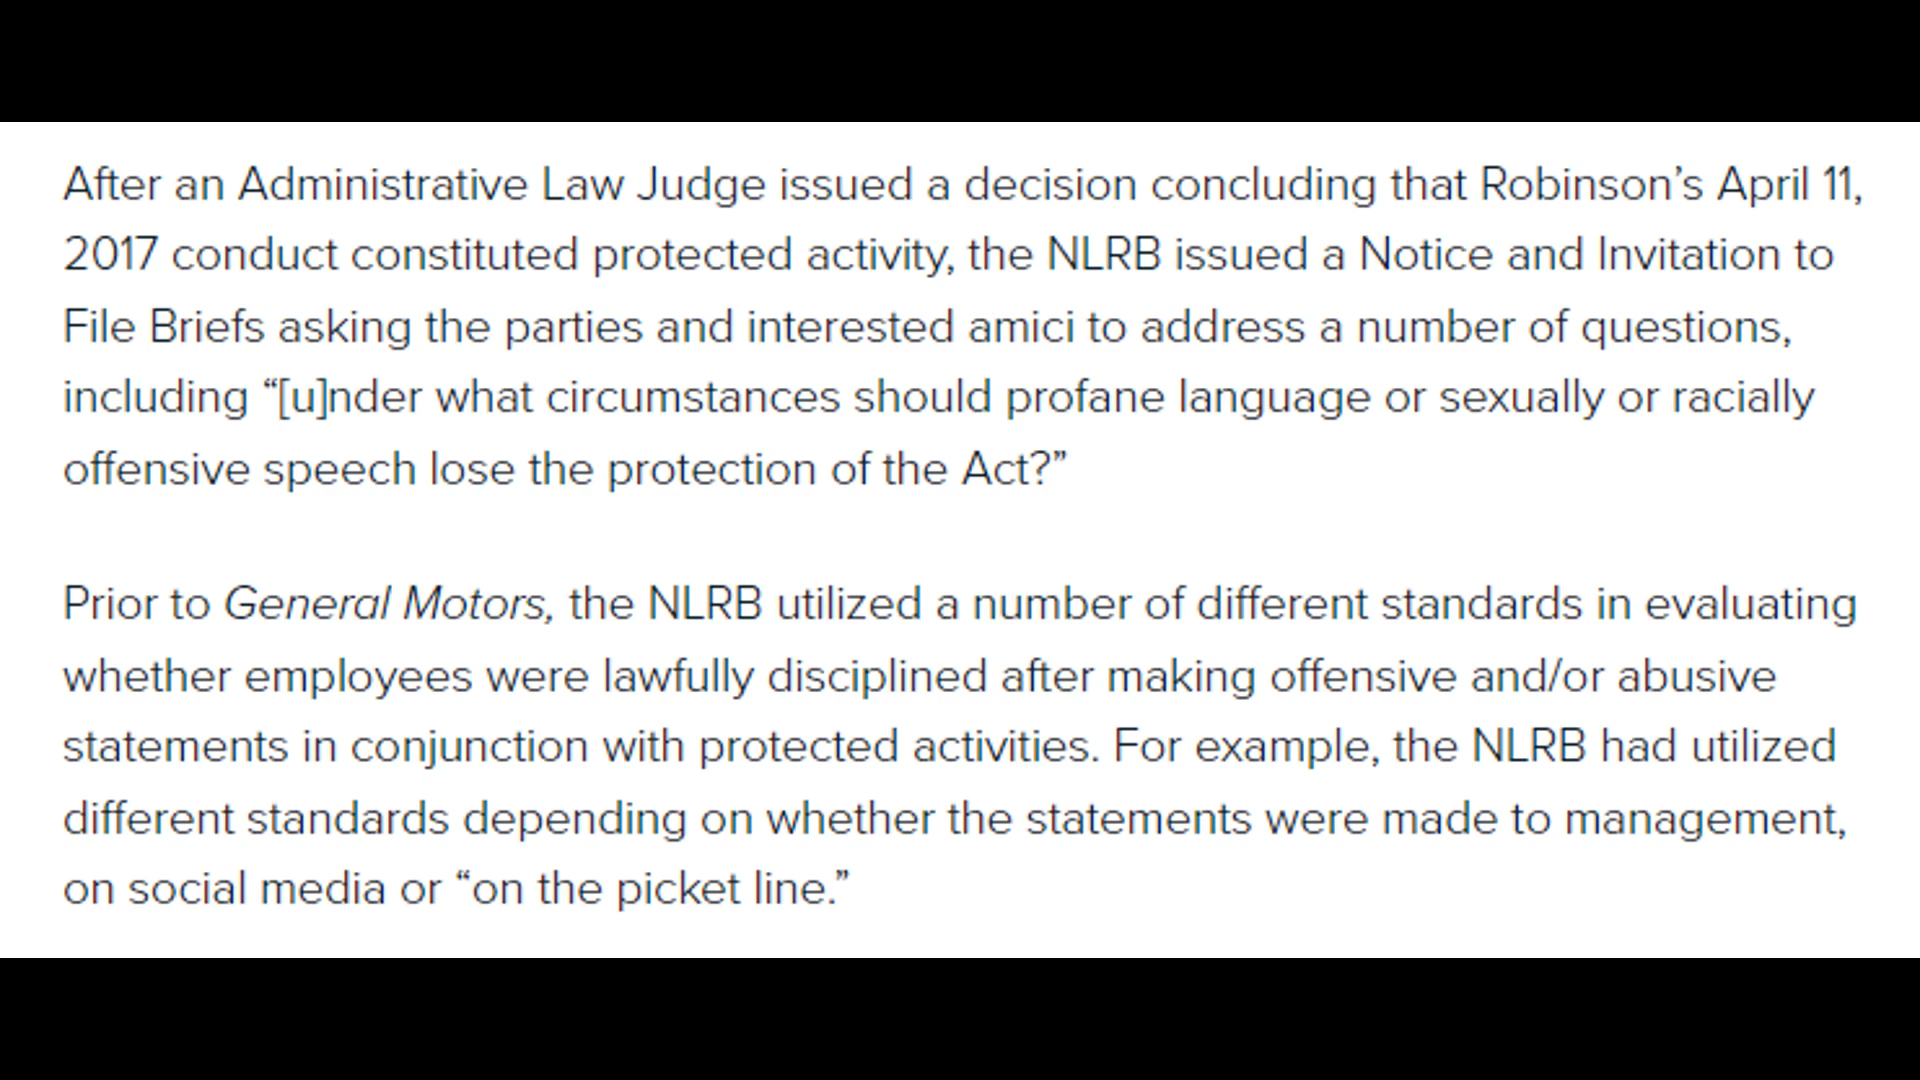 After an Administrative Law Judge issued a decision concluding that Robinson’s April 11,
2017 conduct constituted protected activity, the NLRB issued a Notice and Invitation to
File Briefs asking the parties and interested amici to address a number of questions,
including “[u]nder what circumstances should profane language or sexually or racially
offensive speech lose the protection of the Act?”
Prior to General Motors, the NLRB utilized a number of different standards in evaluating
whether employees were lawfully disciplined after making offensive and/or abusive
statements in conjunction with protected activities. For example, the NLRB had utilized
different standards depending on whether the statements were made to management,
on social media or “on the picket line.”